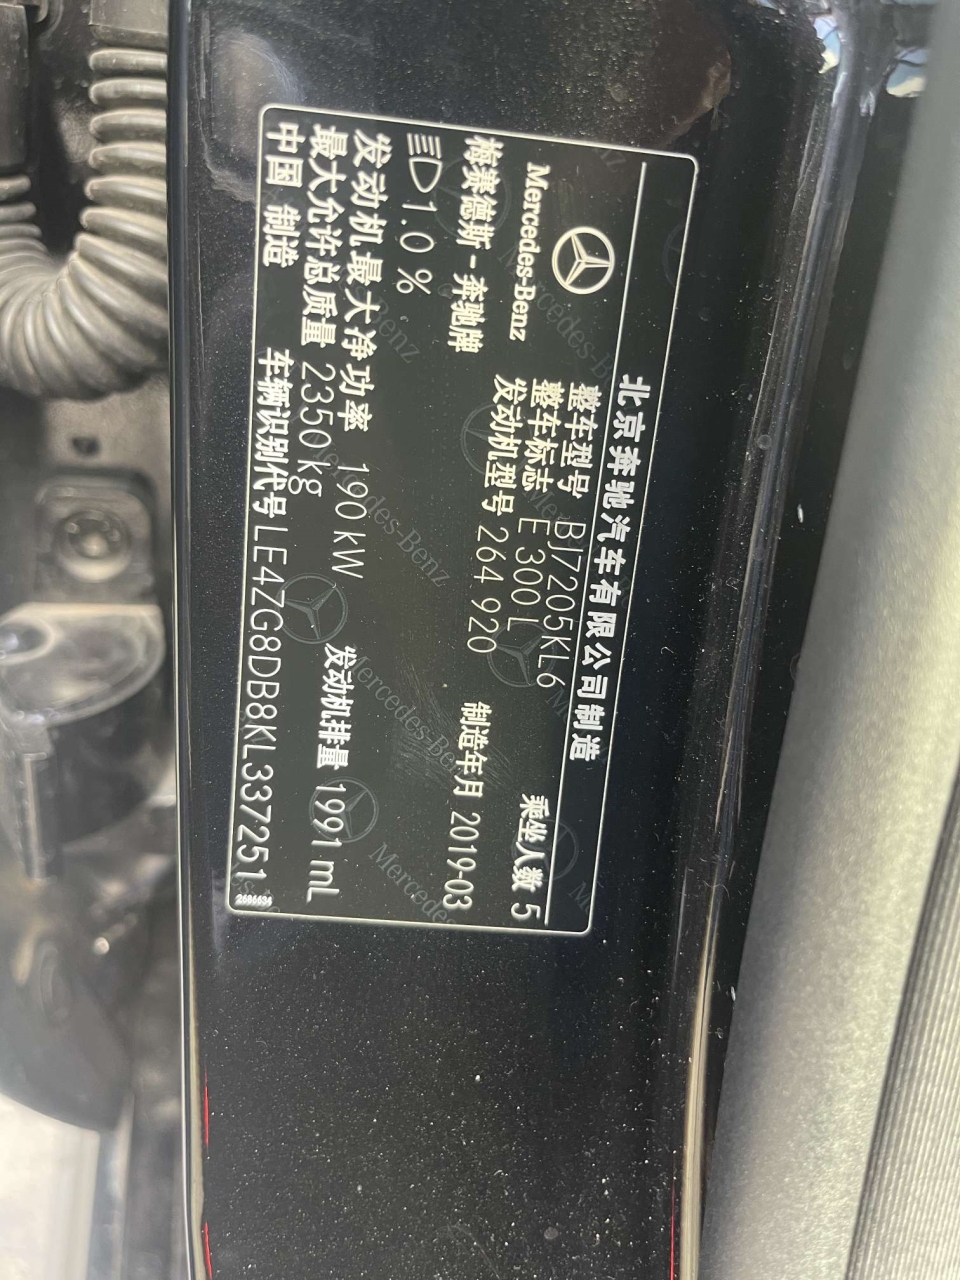 北京奔驰汽车有限公司制造
Mercedes-Benz
梅赛德斯-奔驰牌
整车型号 BJ7205KL6
整车标志 E 300 L
乘坐人数 5
发动机型号 264 920
制造年月 2019-03
1.0 %
发动机最大净功率 190 kW
发动机排量 1991 mL
最大允许总质量 2350 kg
中国 制造
车辆识别代号 LE4ZG8DB8KL337251